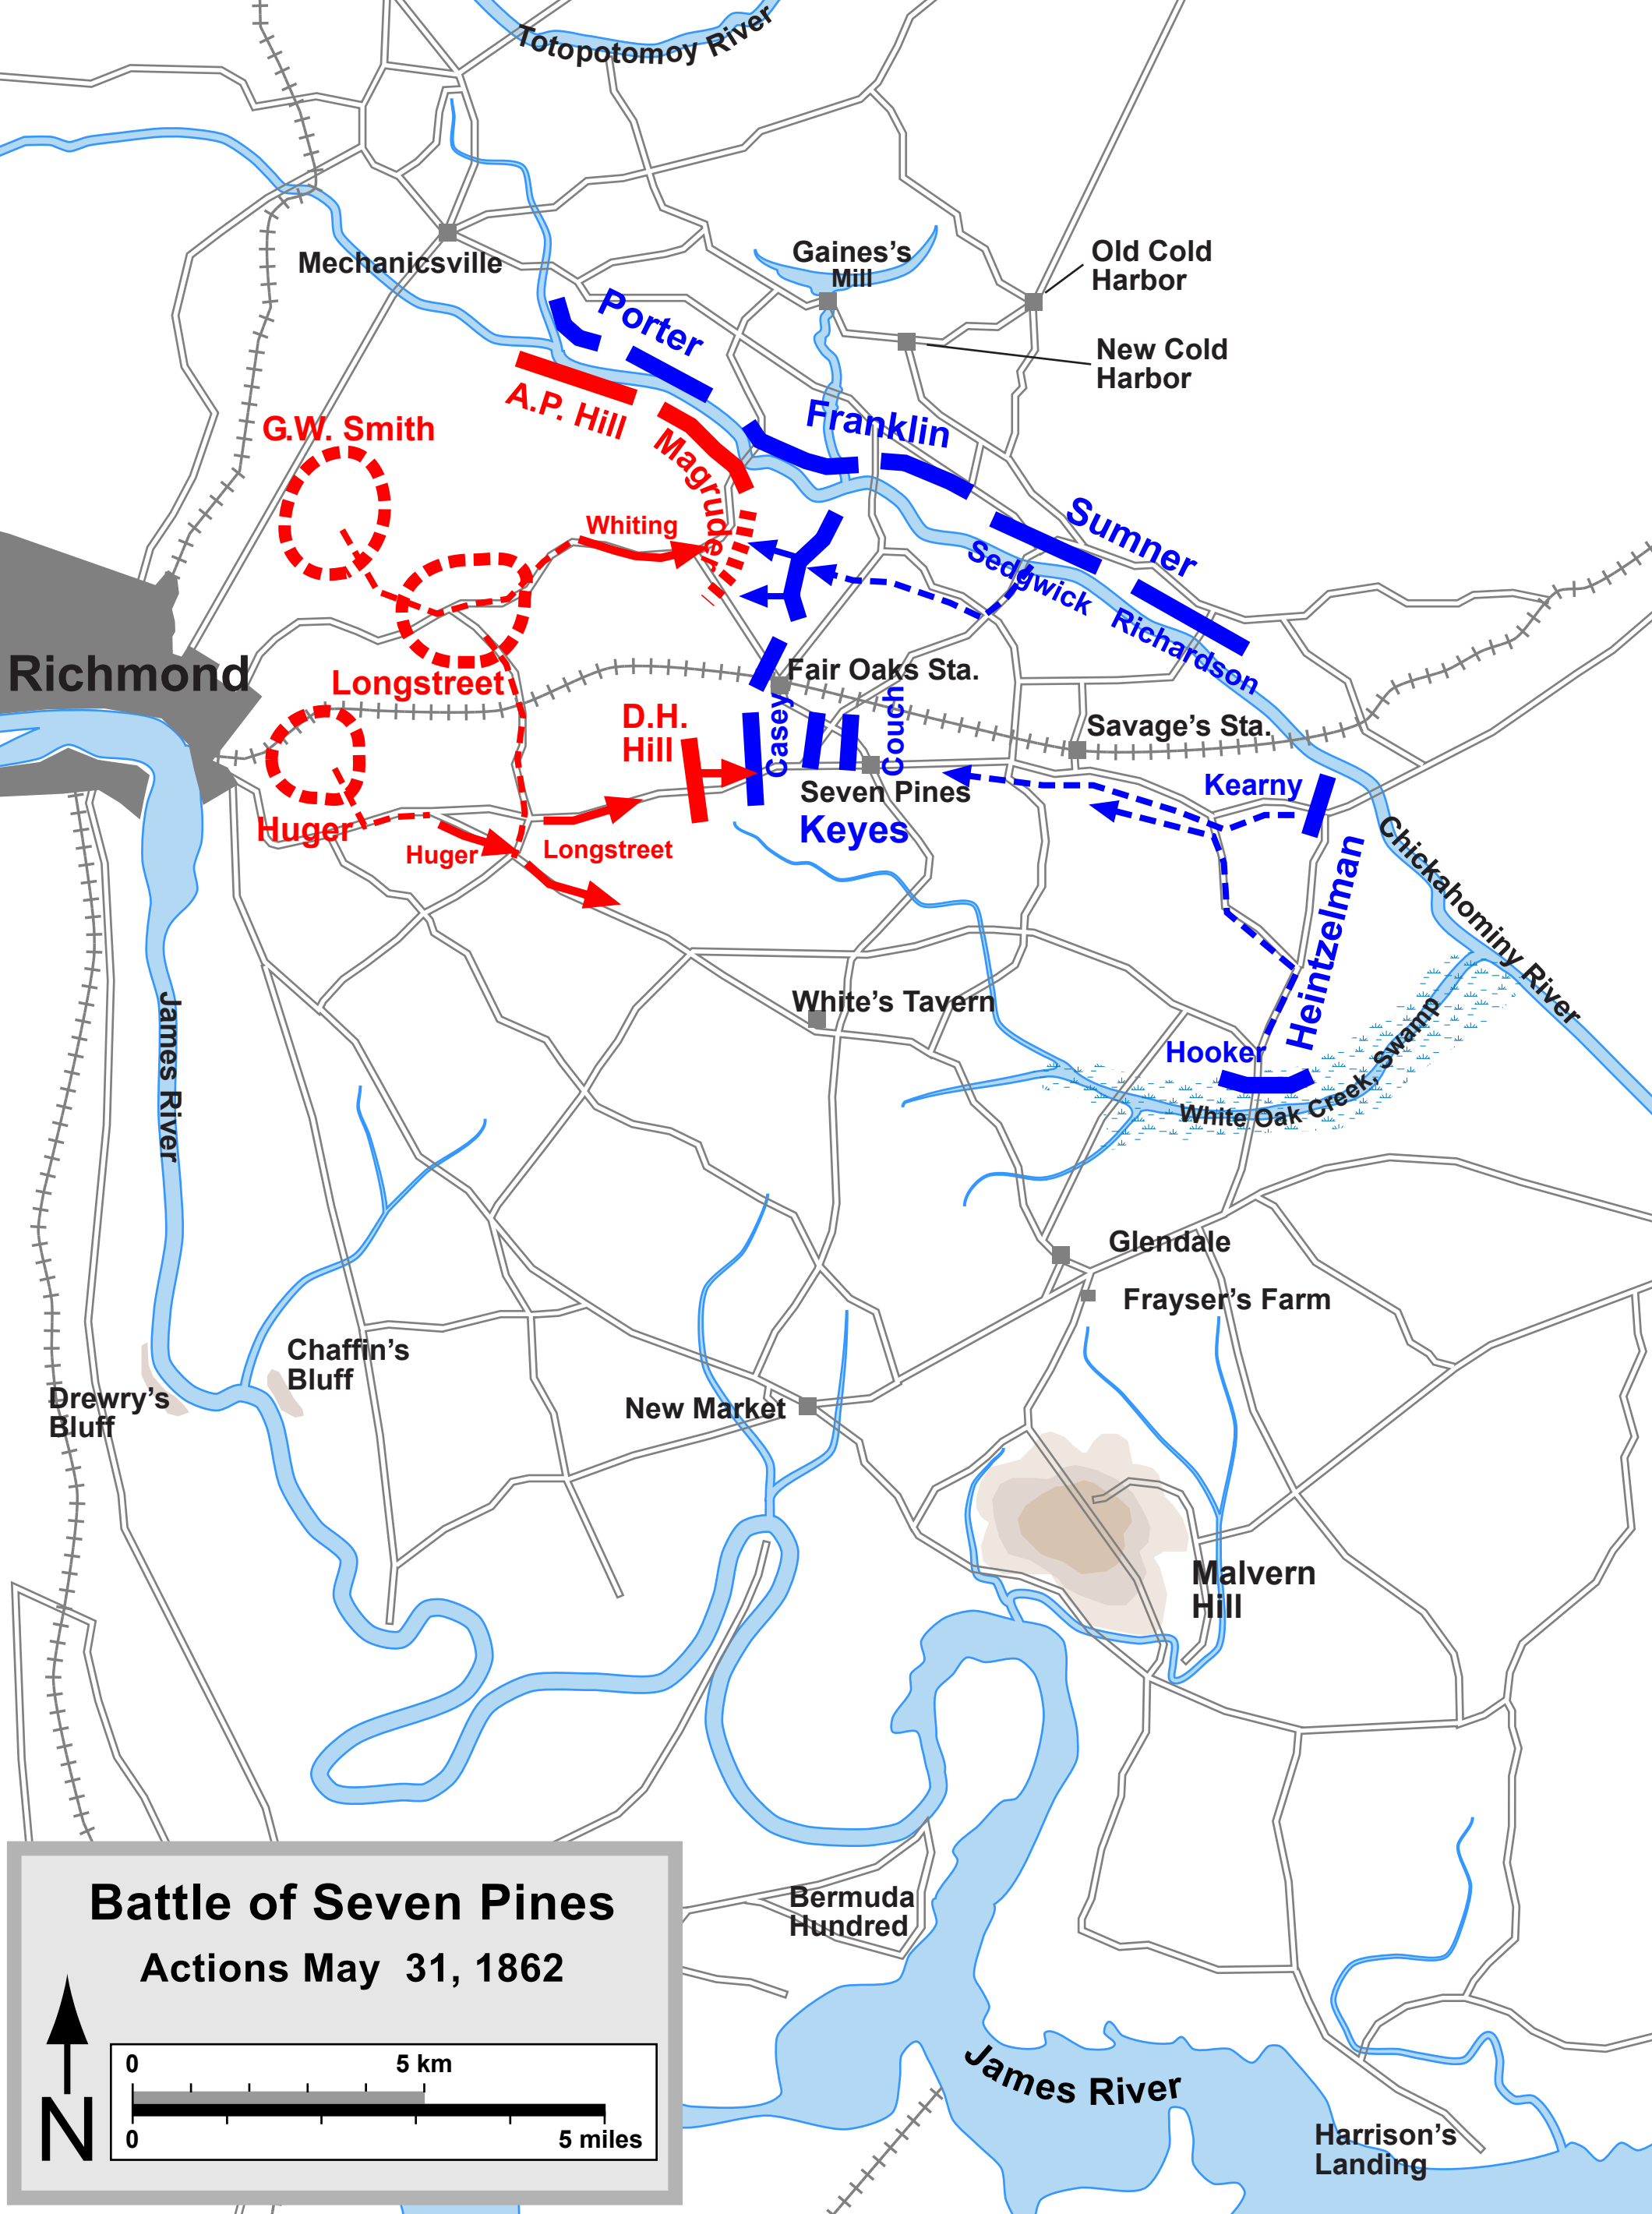 Totopotomoy River
Mechanicsville
Gaines's
Mill
Old Cold
Harbor
New Cold
Harbor
Porter
A.P. Hill
Franklin
G.W. Smith
Magruder
Whiting
Sumner
Sedgwick
Richardson
Richmond
Longstreet
Fair Oaks Sta.
D.H.
Hill
Casey
Couch
Savage's Sta.
Seven Pines
Keyes
Kearny
Huger
Huger
Longstreet
Chickahominy River
Heintzelman
White's Tavern
James River
Hooker
White Oak Creek, Swamp
Glendale
Frayser's Farm
Chaffin's
Bluff
Drewry's
Bluff
New Market
Malvern
Hill
Bermuda
Hundred
James River
Harrison's
Landing
Battle of Seven Pines
Actions May 31, 1862
N
0 5 km
0 5 miles